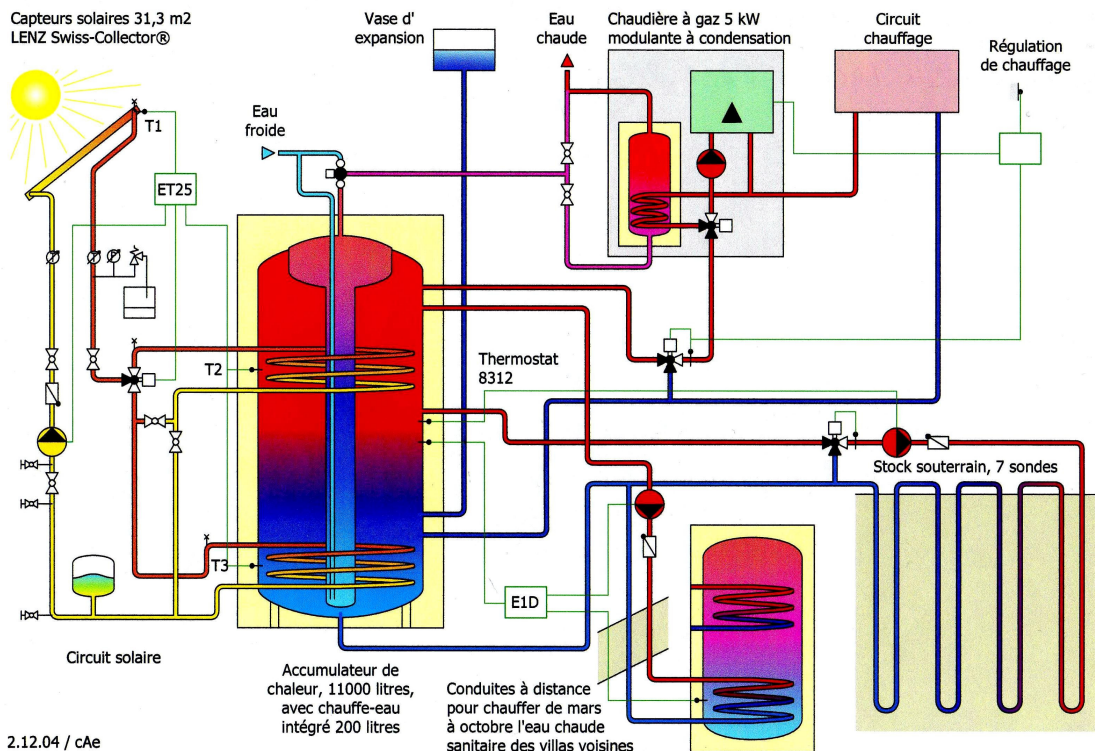 Capteurs solaires 31,3 m2
LENZ Swiss-Collector®
Vase d'
expansion
Eau
chaude
Chaudière à gaz 5 kW
modulante à condensation
Circuit
chauffage
Régulation
de chauffage
T1
Eau
froide
ET25
T2
Thermostat
8312
Stock souterrain, 7 sondes
T3
E1D
Circuit solaire
Accumulateur de
chaleur, 11000 litres,
avec chauffe-eau
intégré 200 litres
Conduites à distance
pour chauffer de mars
à octobre l'eau chaude
sanitaire des villas voisines
2.12.04 / cAe